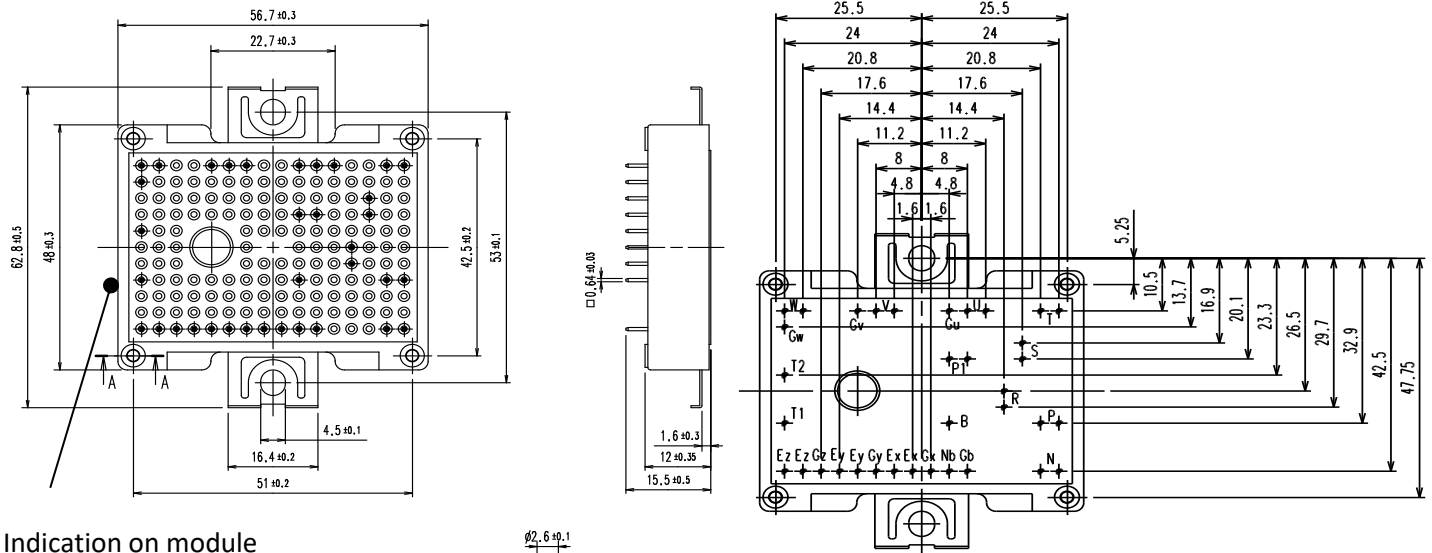 56.7 ±0.3
22.7 ±0.3
62.8 ±0.5
48 ±0.3
42.5 ±0.2
53 ±0.1
A A
4.5 ±0.1
16.4 ±0.2
51 ±0.2
Indication on module
□ 0.64 ±0.03
1.6 ±0.3
12 ±0.35
15.5 ±0.5
ø2.6 ±0.1
25.5 25.5
24 24
20.8 20.8
17.6 17.6
14.4 14.4
11.2 11.2
8 8
4.8 4.8
1.6 1.6
5.25
10.5
13.7
16.9
20.1
23.3
26.5
29.7
32.9
42.5
47.75
W Gv V Gu U T
Gw
S
T2 P1
R
T1 B P
Ez Ez Gz Ey Ey Gy Ex Ex Gx Nb Gb N